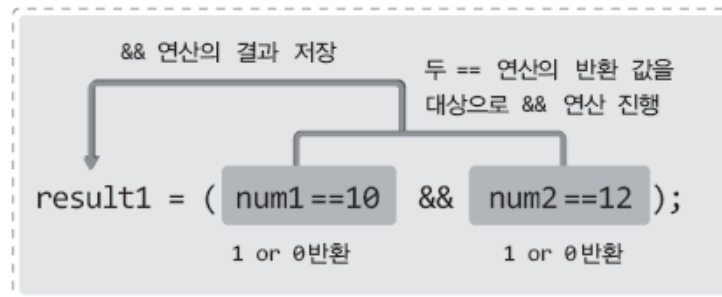 && 연산의 결과 저장
두 == 연산의 반환 값을
대상으로 && 연산 진행
result1 = ( num1==10 && num2==12 );
1 or 0반환 1 or 0반환